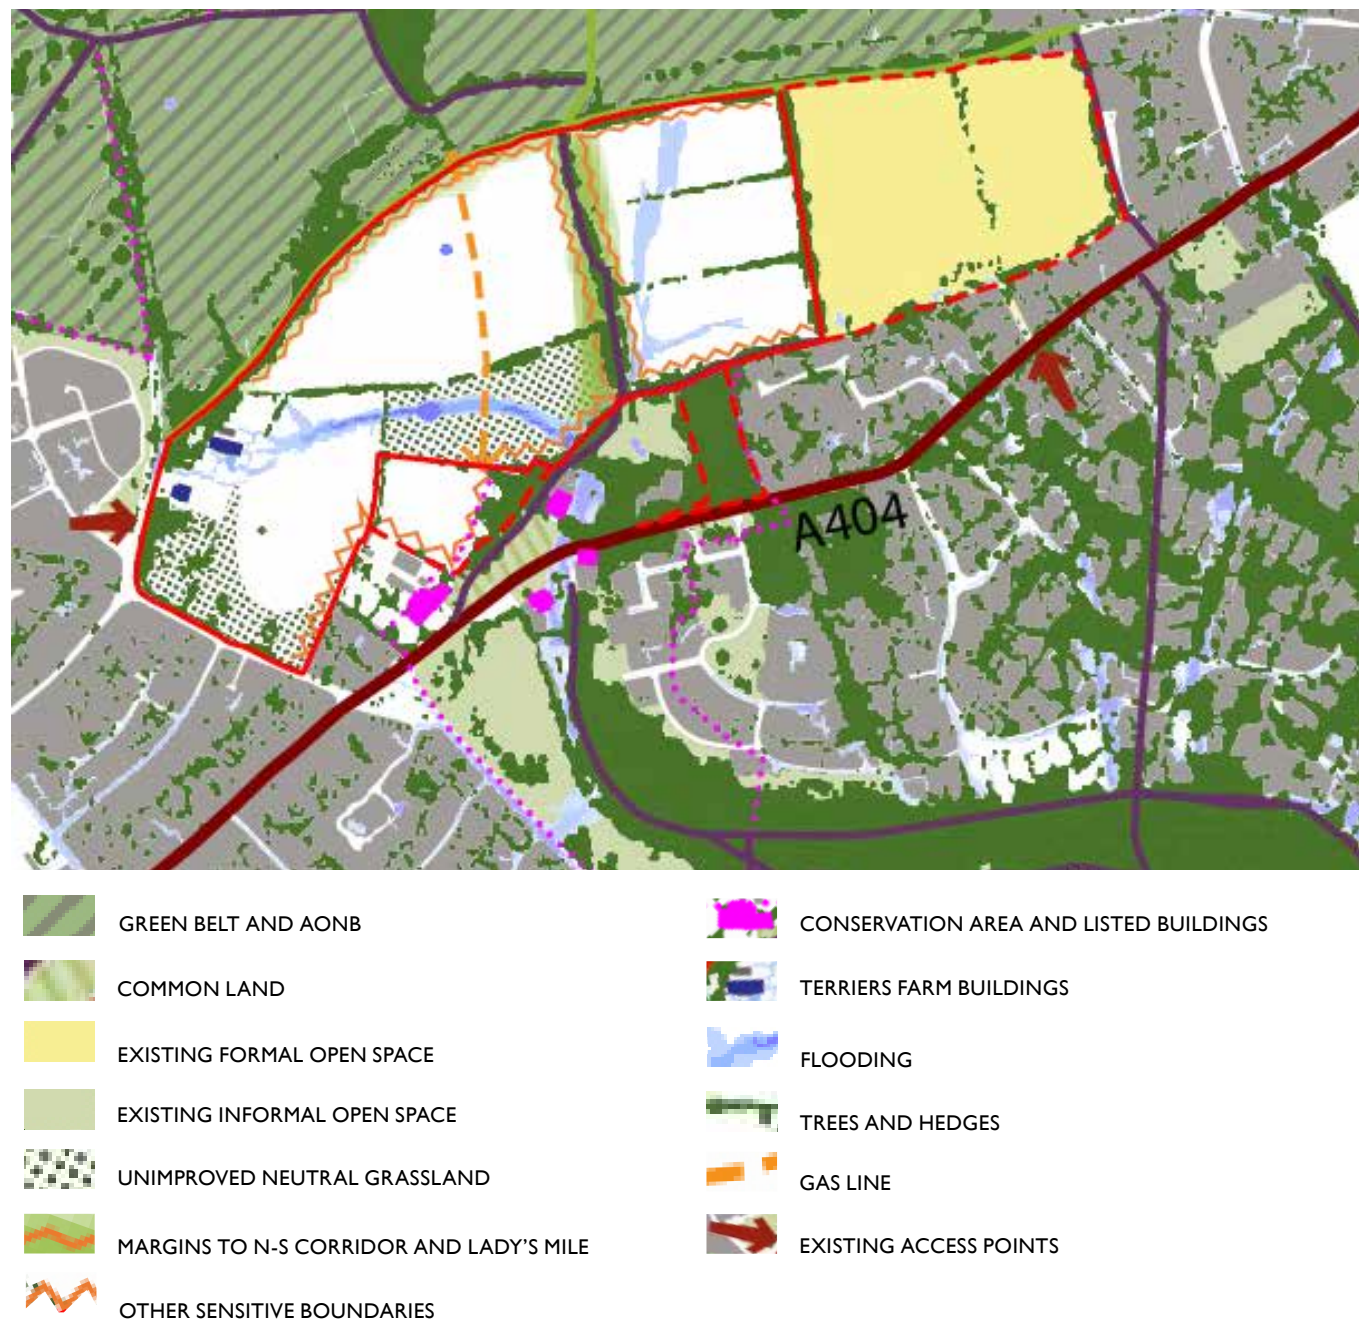 A404
GREEN BELT AND AONB
COMMON LAND
EXISTING FORMAL OPEN SPACE
EXISTING INFORMAL OPEN SPACE
UNIMPROVED NEUTRAL GRASSLAND
MARGINS TO N-S CORRIDOR AND LADY'S MILE
OTHER SENSITIVE BOUNDARIES
CONSERVATION AREA AND LISTED BUILDINGS
TERRIERS FARM BUILDINGS
FLOODING
TREES AND HEDGES
GAS LINE
EXISTING ACCESS POINTS